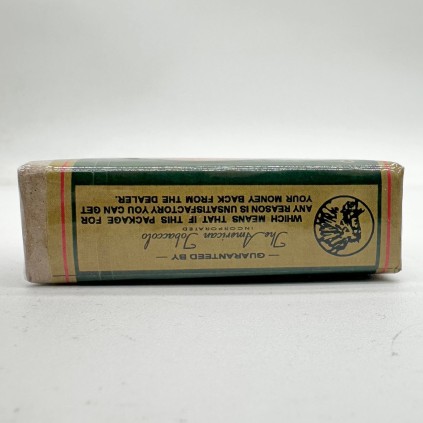 — GUARANTEED BY —
The American Tobacco Co
INCORPORATED
WHICH MEANS THAT IF THIS PACKAGE FOR
ANY REASON IS UNSATISFACTORY YOU CAN GET
YOUR MONEY BACK FROM THE DEALER.